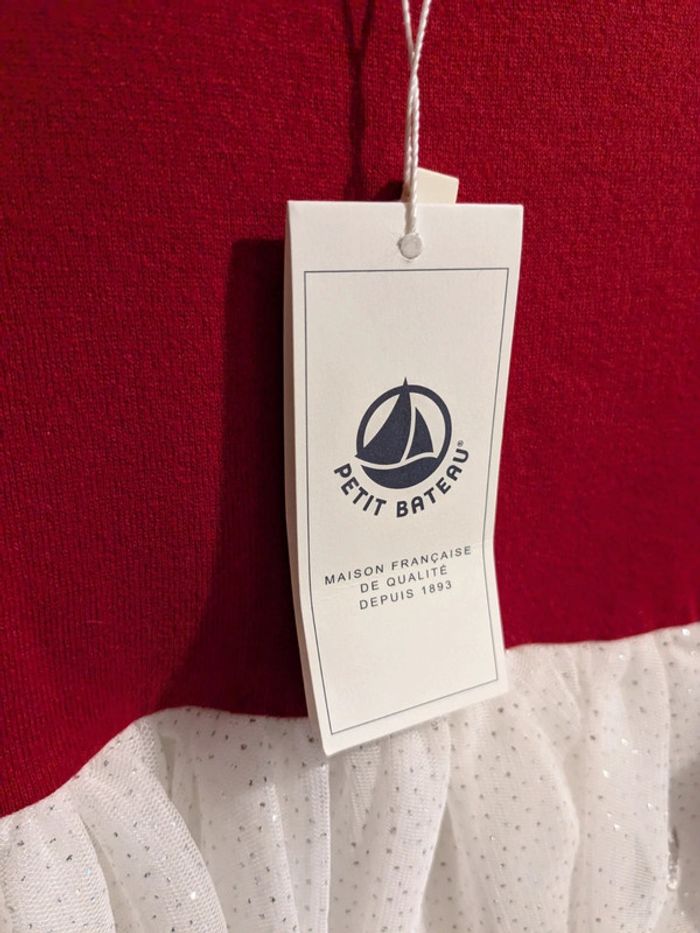 PETIT BATEAU®
MAISON FRANÇAISE
DE QUALITÉ
DEPUIS 1893